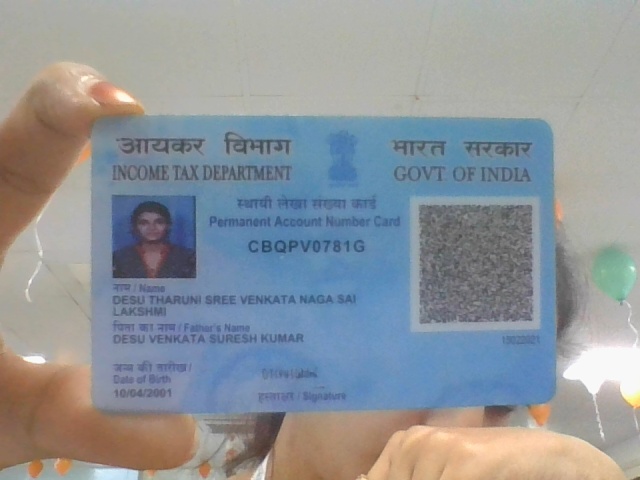 आयकर विभाग
INCOME TAX DEPARTMENT
भारत सरकार
GOVT OF INDIA
स्थायी लेखा संख्या कार्ड
Permanent Account Number Card
CBQPV0781G
नाम / Name
DESU THARUNI SREE VENKATA NAGA SAI
LAKSHMI
पिता का नाम / Father's Name
DESU VENKATA SURESH KUMAR
जन्म की तारीख /
Date of Birth
10/04/2001
हस्ताक्षर / Signature